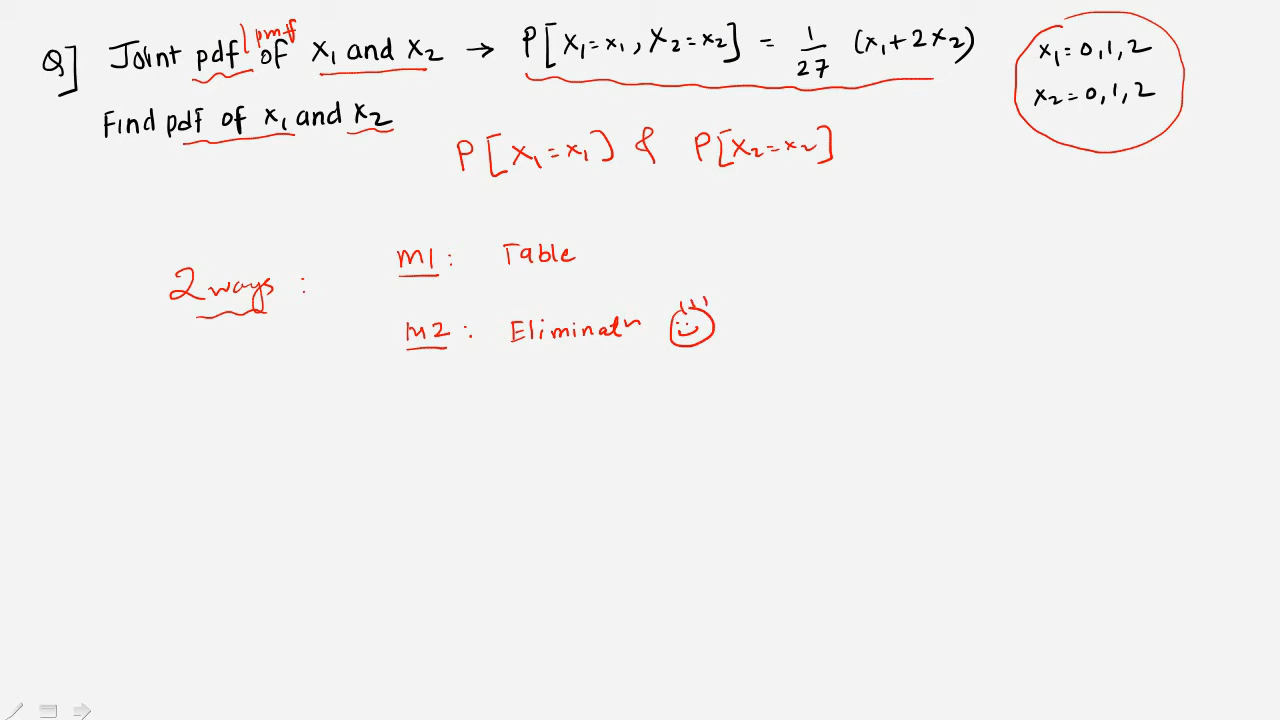 Q] Joint pdf | pmf of X₁ and X₂ → P[X₁=x₁, X₂=x₂] = 1/27 (x₁+2x₂)
x₁=0,1,2
x₂=0,1,2
Find pdf of x₁ and x₂
P[X₁=x₁] & P[X₂=x₂]
2 ways :
M1 : Table
M2 : Eliminatn